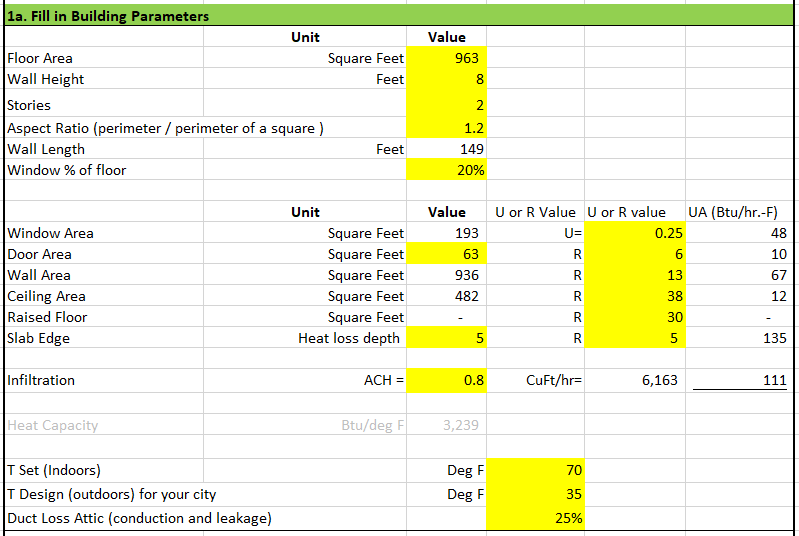 1a. Fill in Building Parameters
Unit Value
Floor Area Square Feet 963
Wall Height Feet 8
Stories 2
Aspect Ratio (perimeter / perimeter of a square ) 1.2
Wall Length Feet 149
Window % of floor 20%
Unit Value U or R Value U or R value UA (Btu/hr.-F)
Window Area Square Feet 193 U= 0.25 48
Door Area Square Feet 63 R 6 10
Wall Area Square Feet 936 R 13 67
Ceiling Area Square Feet 482 R 38 12
Raised Floor Square Feet - R 30 -
Slab Edge Heat loss depth 5 R 5 135
Infiltration ACH = 0.8 CuFt/hr= 6,163 111
Heat Capacity Btu/deg F 3,239
T Set (Indoors) Deg F 70
T Design (outdoors) for your city Deg F 35
Duct Loss Attic (conduction and leakage) 25%